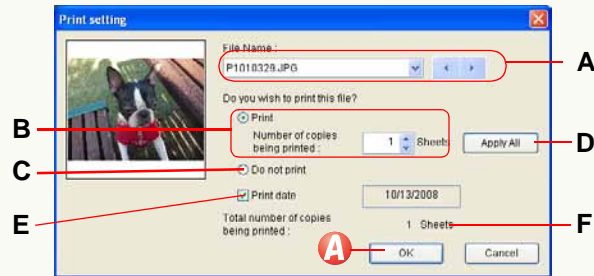 Print setting
File Name :
P1010329.JPG
A
Do you wish to print this file?
B
Print
Number of copies
being printed :
1
Sheets
Apply All
D
C
Do not print
E
Print date
10/13/2008
Total number of copies
being printed :
1 Sheets
F
A
OK
Cancel